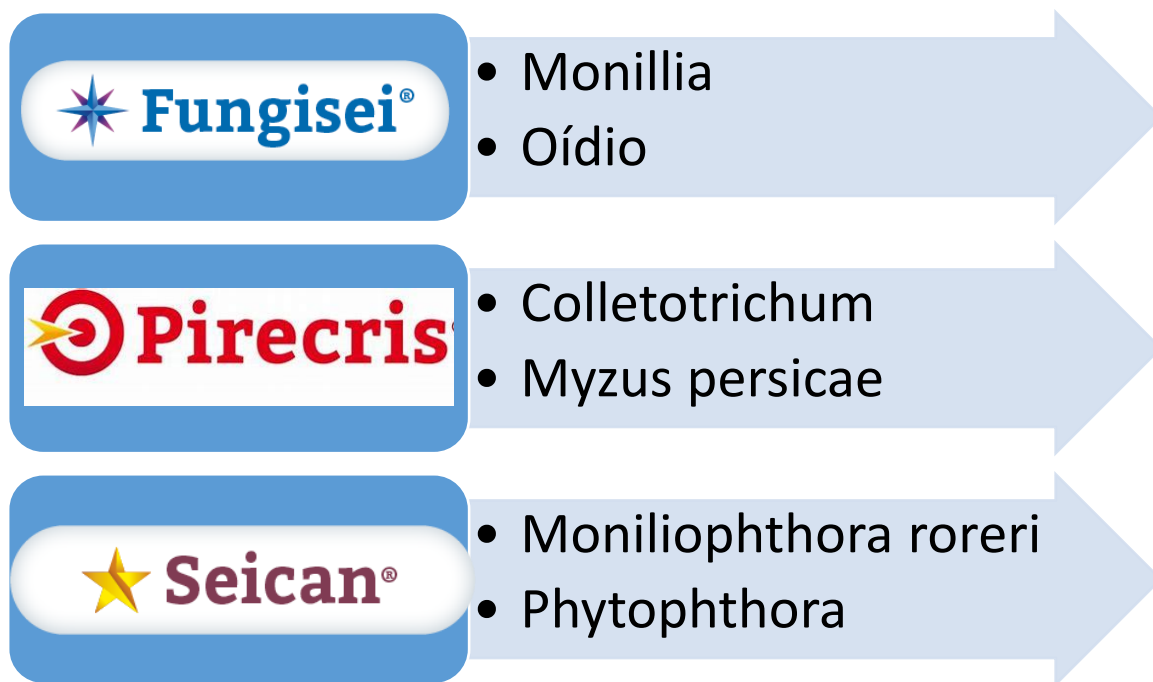 Fungisei®
• Monillia
• Oídio
Pirecris
• Colletotrichum
• Myzus persicae
Seican®
• Moniliophthora roreri
• Phytophthora